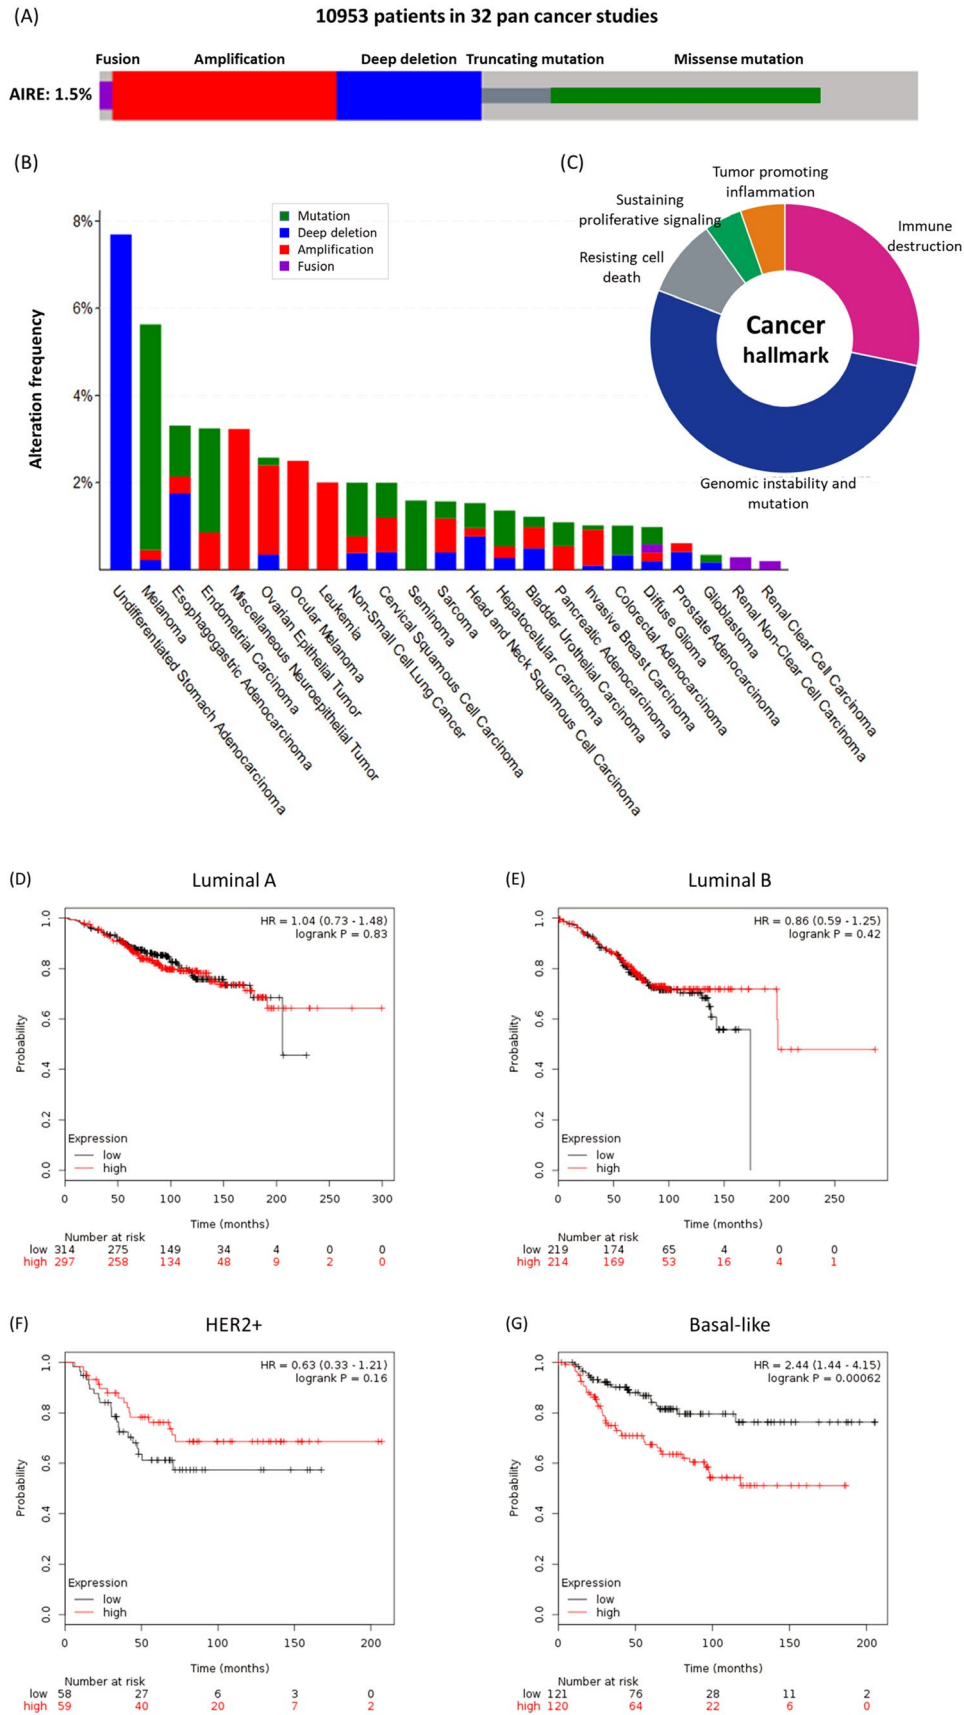 (A)
10953 patients in 32 pan cancer studies
Fusion Amplification Deep deletion Truncating mutation Missense mutation
AIRE: 1.5%
(B)
8%
6%
4%
2%
Alteration frequency
Mutation
Deep deletion
Amplification
Fusion
Undifferentiated Stomach Adenocarcinoma
Melanoma
Esophagogastric Adenocarcinoma
Endometrial Carcinoma
Miscellaneous Neuroepithelial Tumor
Ovarian Epithelial Tumor
Ocular Melanoma
Leukemia
Non-Small Cell Lung Cancer
Cervical Squamous Cell Carcinoma
Seminoma
Sarcoma
Head and Neck Squamous Cell Carcinoma
Hepatocellular Carcinoma
Bladder Urothelial Carcinoma
Pancreatic Adenocarcinoma
Invasive Breast Carcinoma
Colorectal Adenocarcinoma
Diffuse Glioma
Prostate Adenocarcinoma
Glioblastoma
Renal Non-Clear Cell Carcinoma
Renal Clear Cell Carcinoma
(C)
Tumor promoting
inflammation
Sustaining
proliferative signaling
Resisting cell
death
Immune
destruction
Cancer
hallmark
Genomic instability and
mutation
(D)
Luminal A
HR = 1.04 (0.73 - 1.48)
logrank P = 0.83
Probability
1.0
0.8
0.6
0.4
0.2
0.0
Expression
low
high
0 50 100 150 200 250 300
Time (months)
Number at risk
low 314 275 149 34 4 0 0
high 297 258 134 48 9 2 0
(E)
Luminal B
HR = 0.86 (0.59 - 1.25)
logrank P = 0.42
Probability
1.0
0.8
0.6
0.4
0.2
0.0
Expression
low
high
0 50 100 150 200 250
Time (months)
Number at risk
low 219 174 65 4 0 0
high 214 169 53 16 4 1
(F)
HER2+
HR = 0.63 (0.33 - 1.21)
logrank P = 0.16
Probability
1.0
0.8
0.6
0.4
0.2
0.0
Expression
low
high
0 50 100 150 200
Time (months)
Number at risk
low 58 27 6 3 0
high 59 40 20 7 2
(G)
Basal-like
HR = 2.44 (1.44 - 4.15)
logrank P = 0.00062
Probability
1.0
0.8
0.6
0.4
0.2
0.0
Expression
low
high
0 50 100 150 200
Time (months)
Number at risk
low 121 76 28 11 2
high 120 64 22 6 0